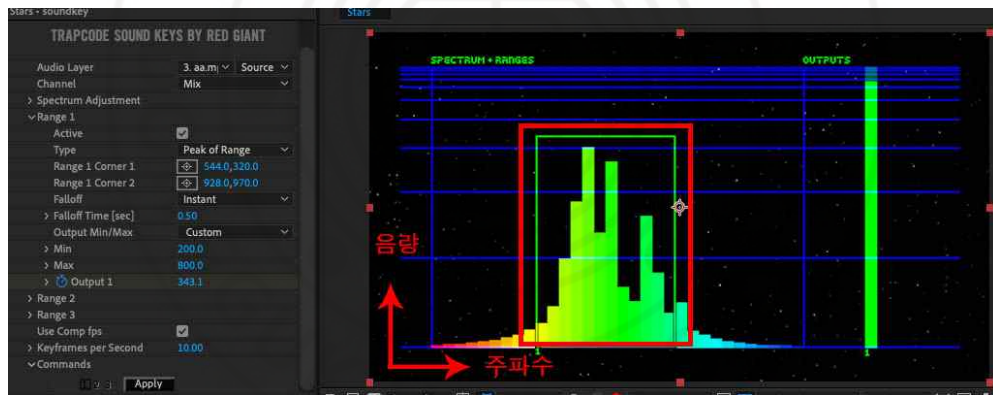 Stars • soundkey
TRAPCODE SOUND KEYS BY RED GIANT
Audio Layer 3. aa.m Source
Channel Mix
Spectrum Adjustment
Range 1
Active
Type Peak of Range
Range 1 Corner 1 544.0,320.0
Range 1 Corner 2 928.0,970.0
Falloff Instant
Falloff Time [sec] 0.50
Output Min/Max Custom
Min 200.0
Max 800.0
Output 1 343.1
Range 2
Range 3
Use Comp fps
Keyframes per Second 10.00
Commands
Apply
Stars
SPECTRUM • RANGES
OUTPUTS
음량
주파수
1
1